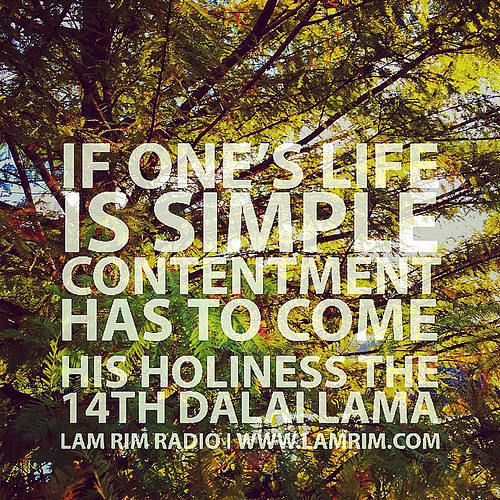 IF ONE'S LIFE
IS SIMPLE
CONTENTMENT
HAS TO COME
HIS HOLINESS THE
14TH DALAI LAMA
LAM RIM RADIO | WWW.LAMRIM.COM